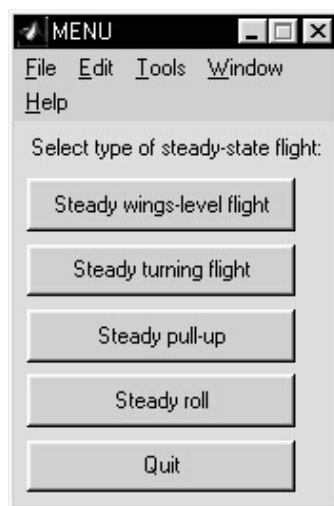 MENU
File Edit Tools Window
Help
Select type of steady-state flight:
Steady wings-level flight
Steady turning flight
Steady pull-up
Steady roll
Quit